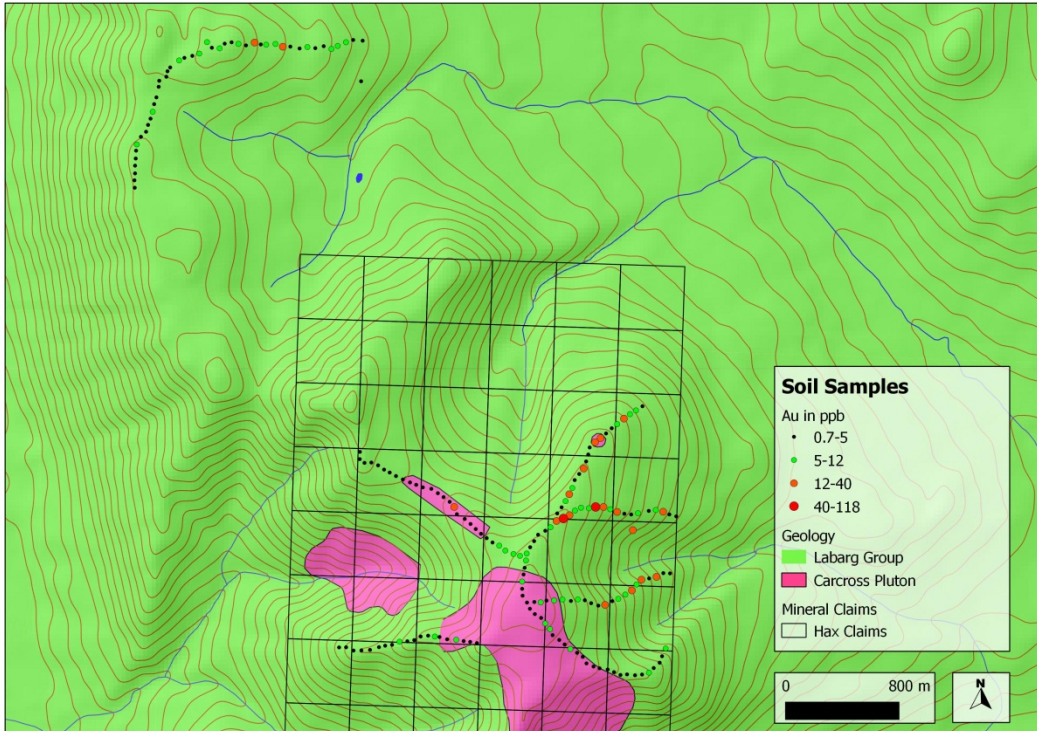 Soil Samples
Au in ppb
0.7-5
5-12
12-40
40-118
Geology
Labarg Group
Carcross Pluton
Mineral Claims
Hax Claims
0 800 m
N